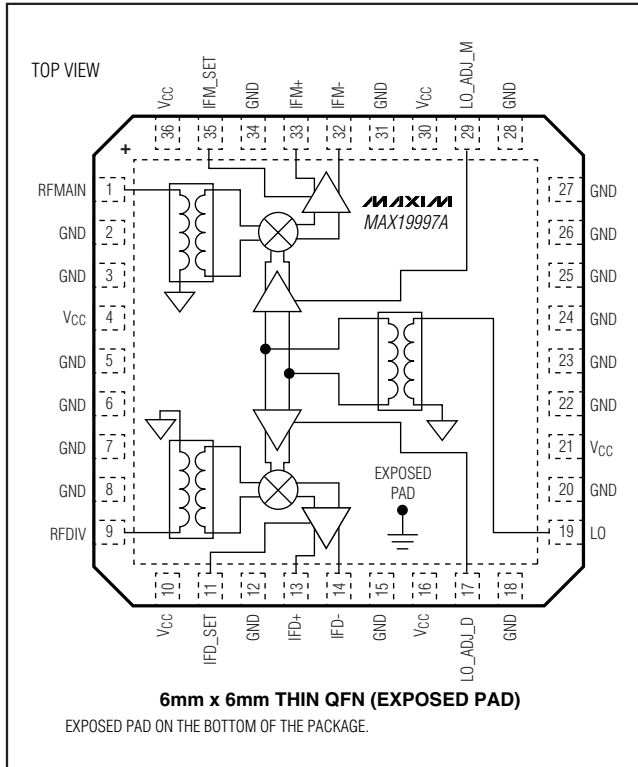 TOP VIEW
VCC
IFM_SET
GND
IFM+
IFM-
GND
VCC
LO_ADJ_M
GND
36
35
34
33
32
31
30
29
28
+
MAXIM
MAX19997A
RFMAIN 1
GND 2
GND 3
VCC 4
GND 5
GND 6
GND 7
GND 8
RFDIV 9
27 GND
26 GND
25 GND
24 GND
23 GND
22 GND
21 VCC
20 GND
19 LO
EXPOSED
PAD
10
11
12
13
14
15
16
17
18
VCC
IFD_SET
GND
IFD+
IFD-
GND
VCC
LO_ADJ_D
GND
6mm x 6mm THIN QFN (EXPOSED PAD)
EXPOSED PAD ON THE BOTTOM OF THE PACKAGE.